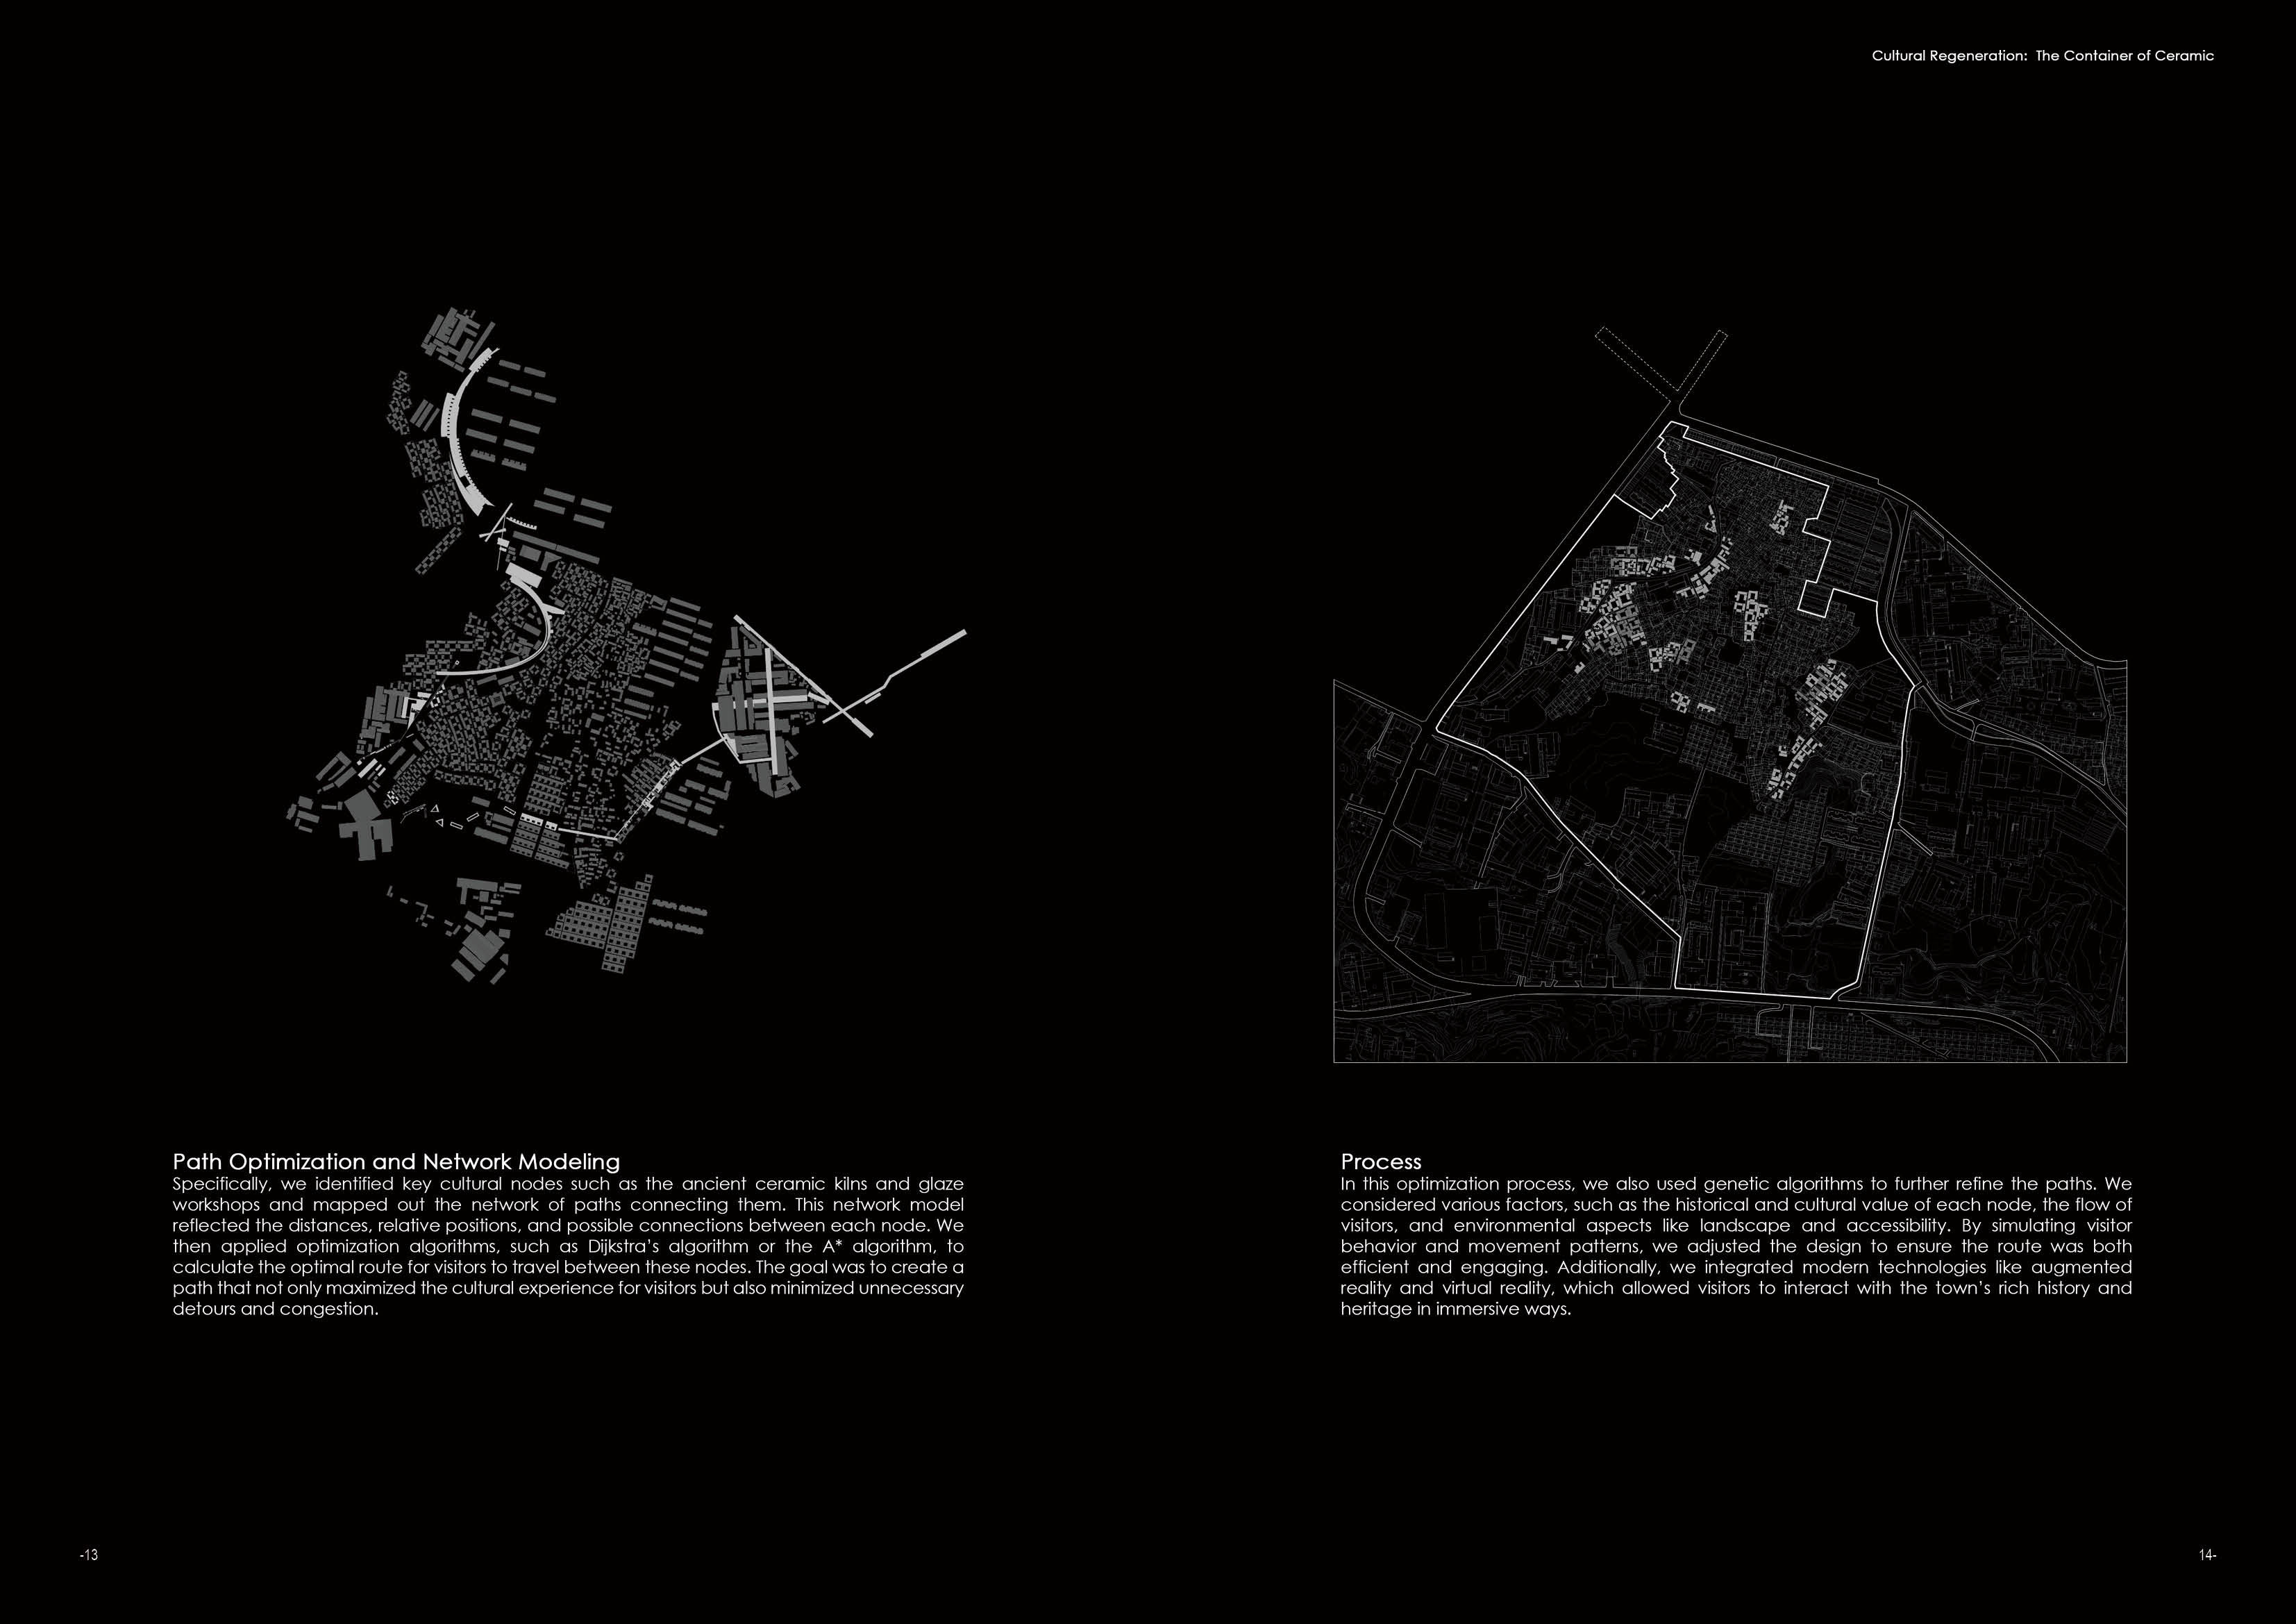 Cultural Regeneration: The Container of Ceramic
Path Optimization and Network Modeling
Specifically, we identified key cultural nodes such as the ancient ceramic kilns and glaze
workshops and mapped out the network of paths connecting them. This network model
reflected the distances, relative positions, and possible connections between each node. We
then applied optimization algorithms, such as Dijkstra’s algorithm or the A* algorithm, to
calculate the optimal route for visitors to travel between these nodes. The goal was to create a
path that not only maximized the cultural experience for visitors but also minimized unnecessary
detours and congestion.
Process
In this optimization process, we also used genetic algorithms to further refine the paths. We
considered various factors, such as the historical and cultural value of each node, the flow of
visitors, and environmental aspects like landscape and accessibility. By simulating visitor
behavior and movement patterns, we adjusted the design to ensure the route was both
efficient and engaging. Additionally, we integrated modern technologies like augmented
reality and virtual reality, which allowed visitors to interact with the town’s rich history and
heritage in immersive ways.
-13
14-